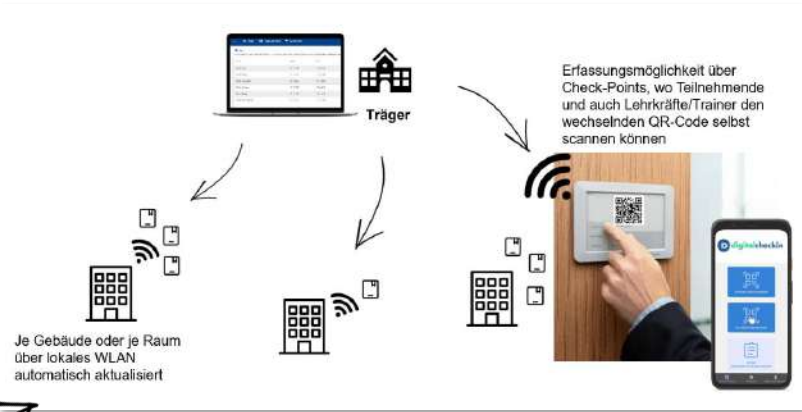 Träger
Erfassungsmöglichkeit über
Check-Points, wo Teilnehmende
und auch Lehrkräfte/Trainer den
wechselnden QR-Code selbst
scannen können
digitalcheckin
Je Gebäude oder je Raum
über lokales WLAN
automatisch aktualisiert